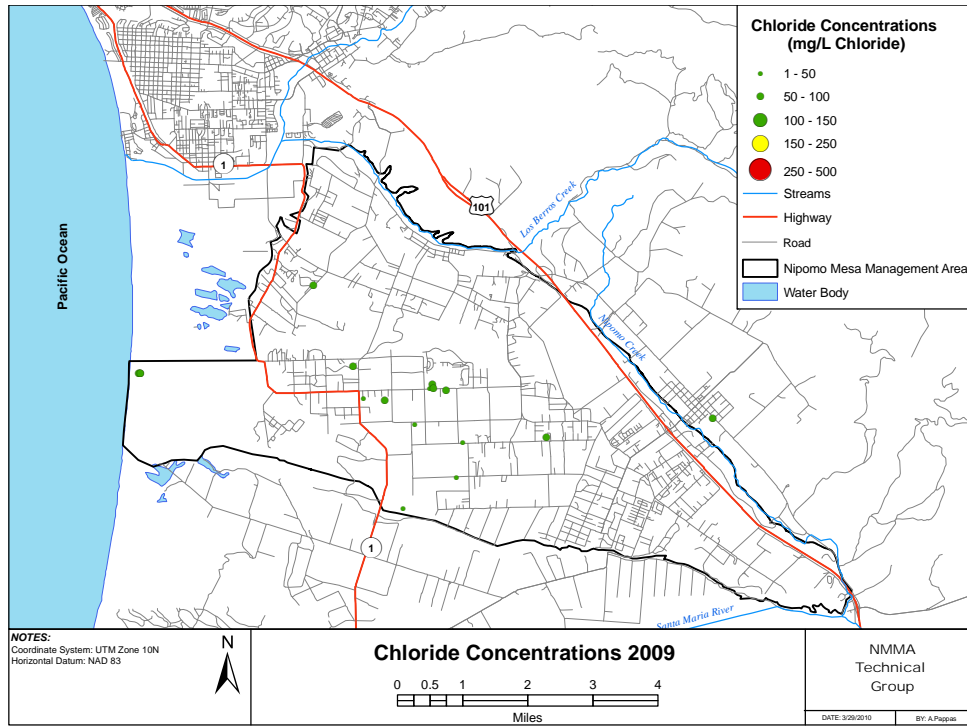 Chloride Concentrations
(mg/L Chloride)
1 - 50
50 - 100
100 - 150
150 - 250
250 - 500
Streams
Highway
Road
Nipomo Mesa Management Area
Water Body
1
101
Los Berros Creek
Pacific Ocean
Nipomo Creek
1
Santa Maria River
NOTES:
Coordinate System: UTM Zone 10N
Horizontal Datum: NAD 83
N
Chloride Concentrations 2009
0 0.5 1 2 3 4
Miles
NMMA
Technical
Group
DATE: 3/29/2010
BY: A.Pappas